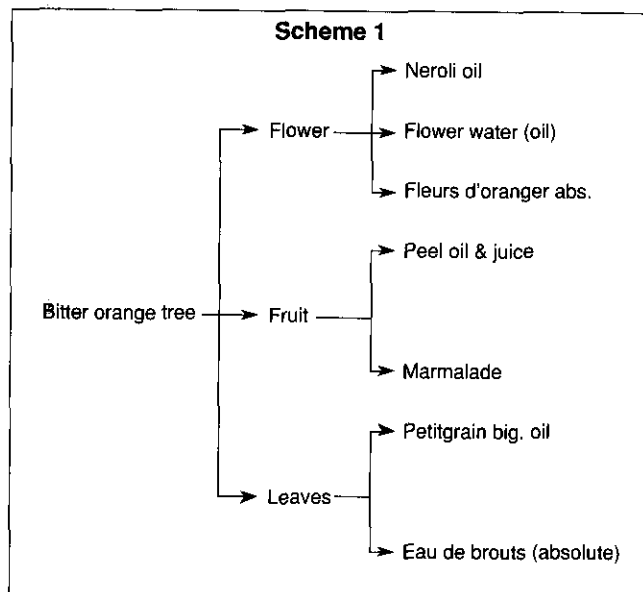 Scheme 1
Neroli oil
Flower
Flower water (oil)
Fleurs d'oranger abs.
Peel oil & juice
Bitter orange tree
Fruit
Marmalade
Petitgrain big. oil
Leaves
Eau de brouts (absolute)